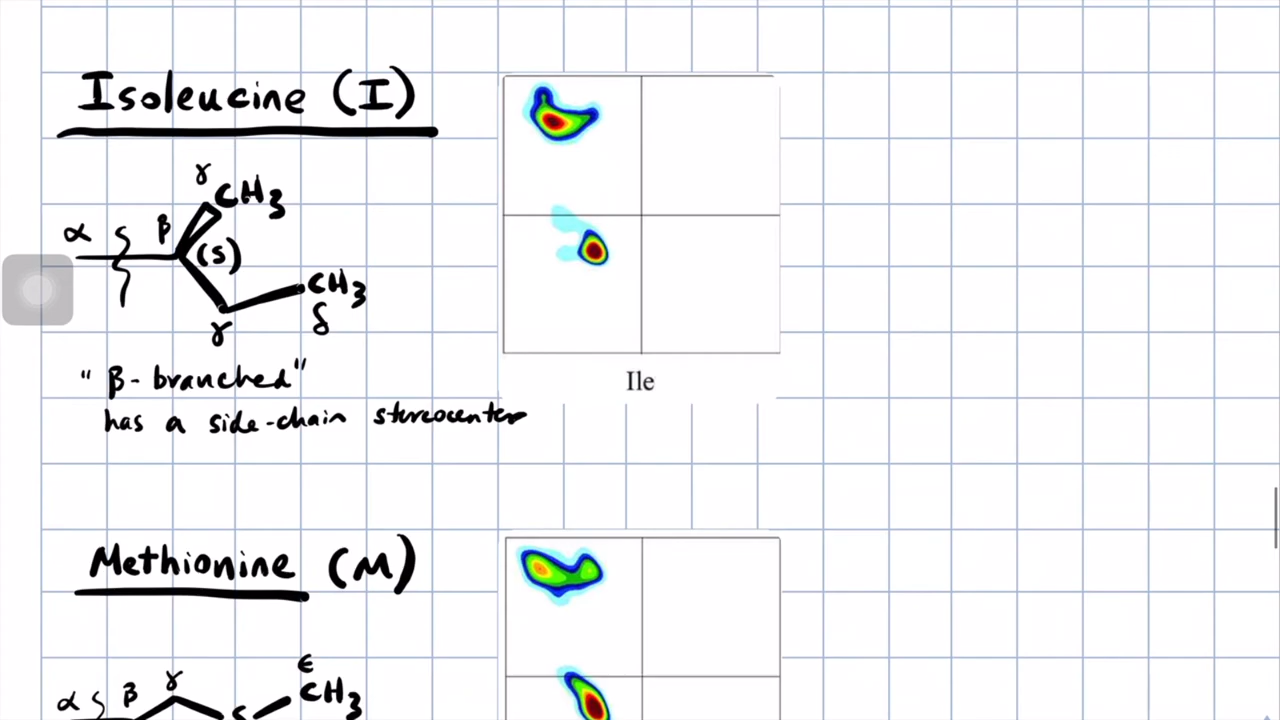 Isoleucine (I)
γ
CH3
α
β
(S)
CH3
γ
δ
"β-branched"
has a side-chain stereocenter
Ile
Methionine (M)
ϵ
CH3
α
β
γ
S